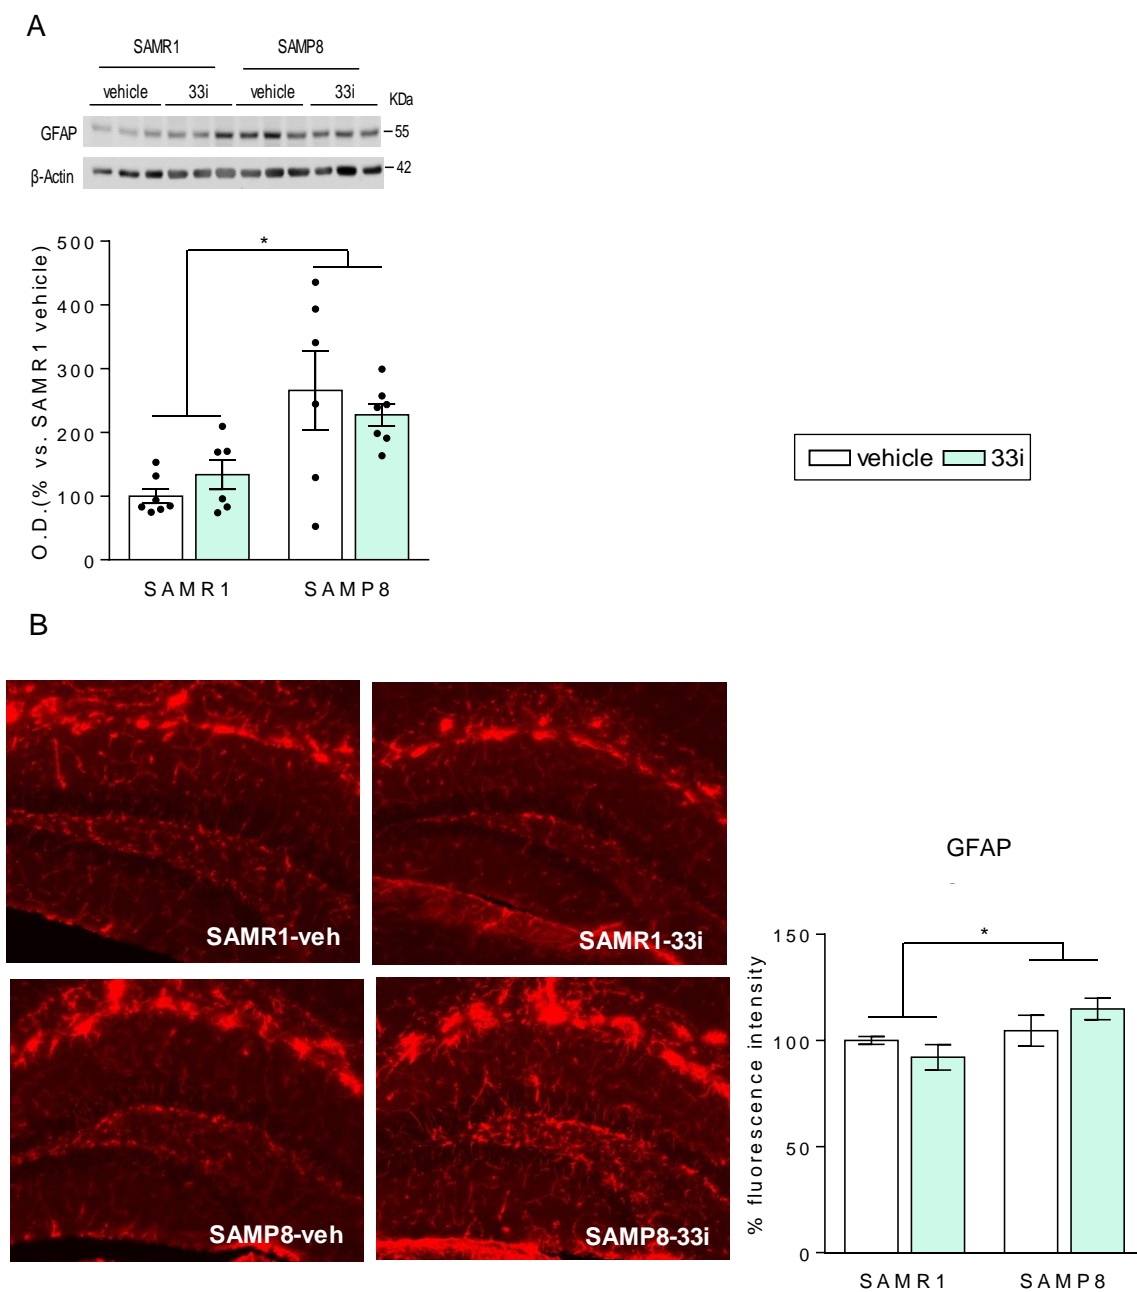 A
SAMR1 SAMP8
vehicle 33i vehicle 33i KDa
GFAP 55
β-Actin 42
O.D.(% vs. SAMR1 vehicle)
500
400
300
200
100
0
*
SAMR1 SAMP8
vehicle 33i
B
SAMR1-veh
SAMR1-33i
SAMP8-veh
SAMP8-33i
GFAP
% fluorescence intensity
150
100
50
0
*
SAMR1 SAMP8